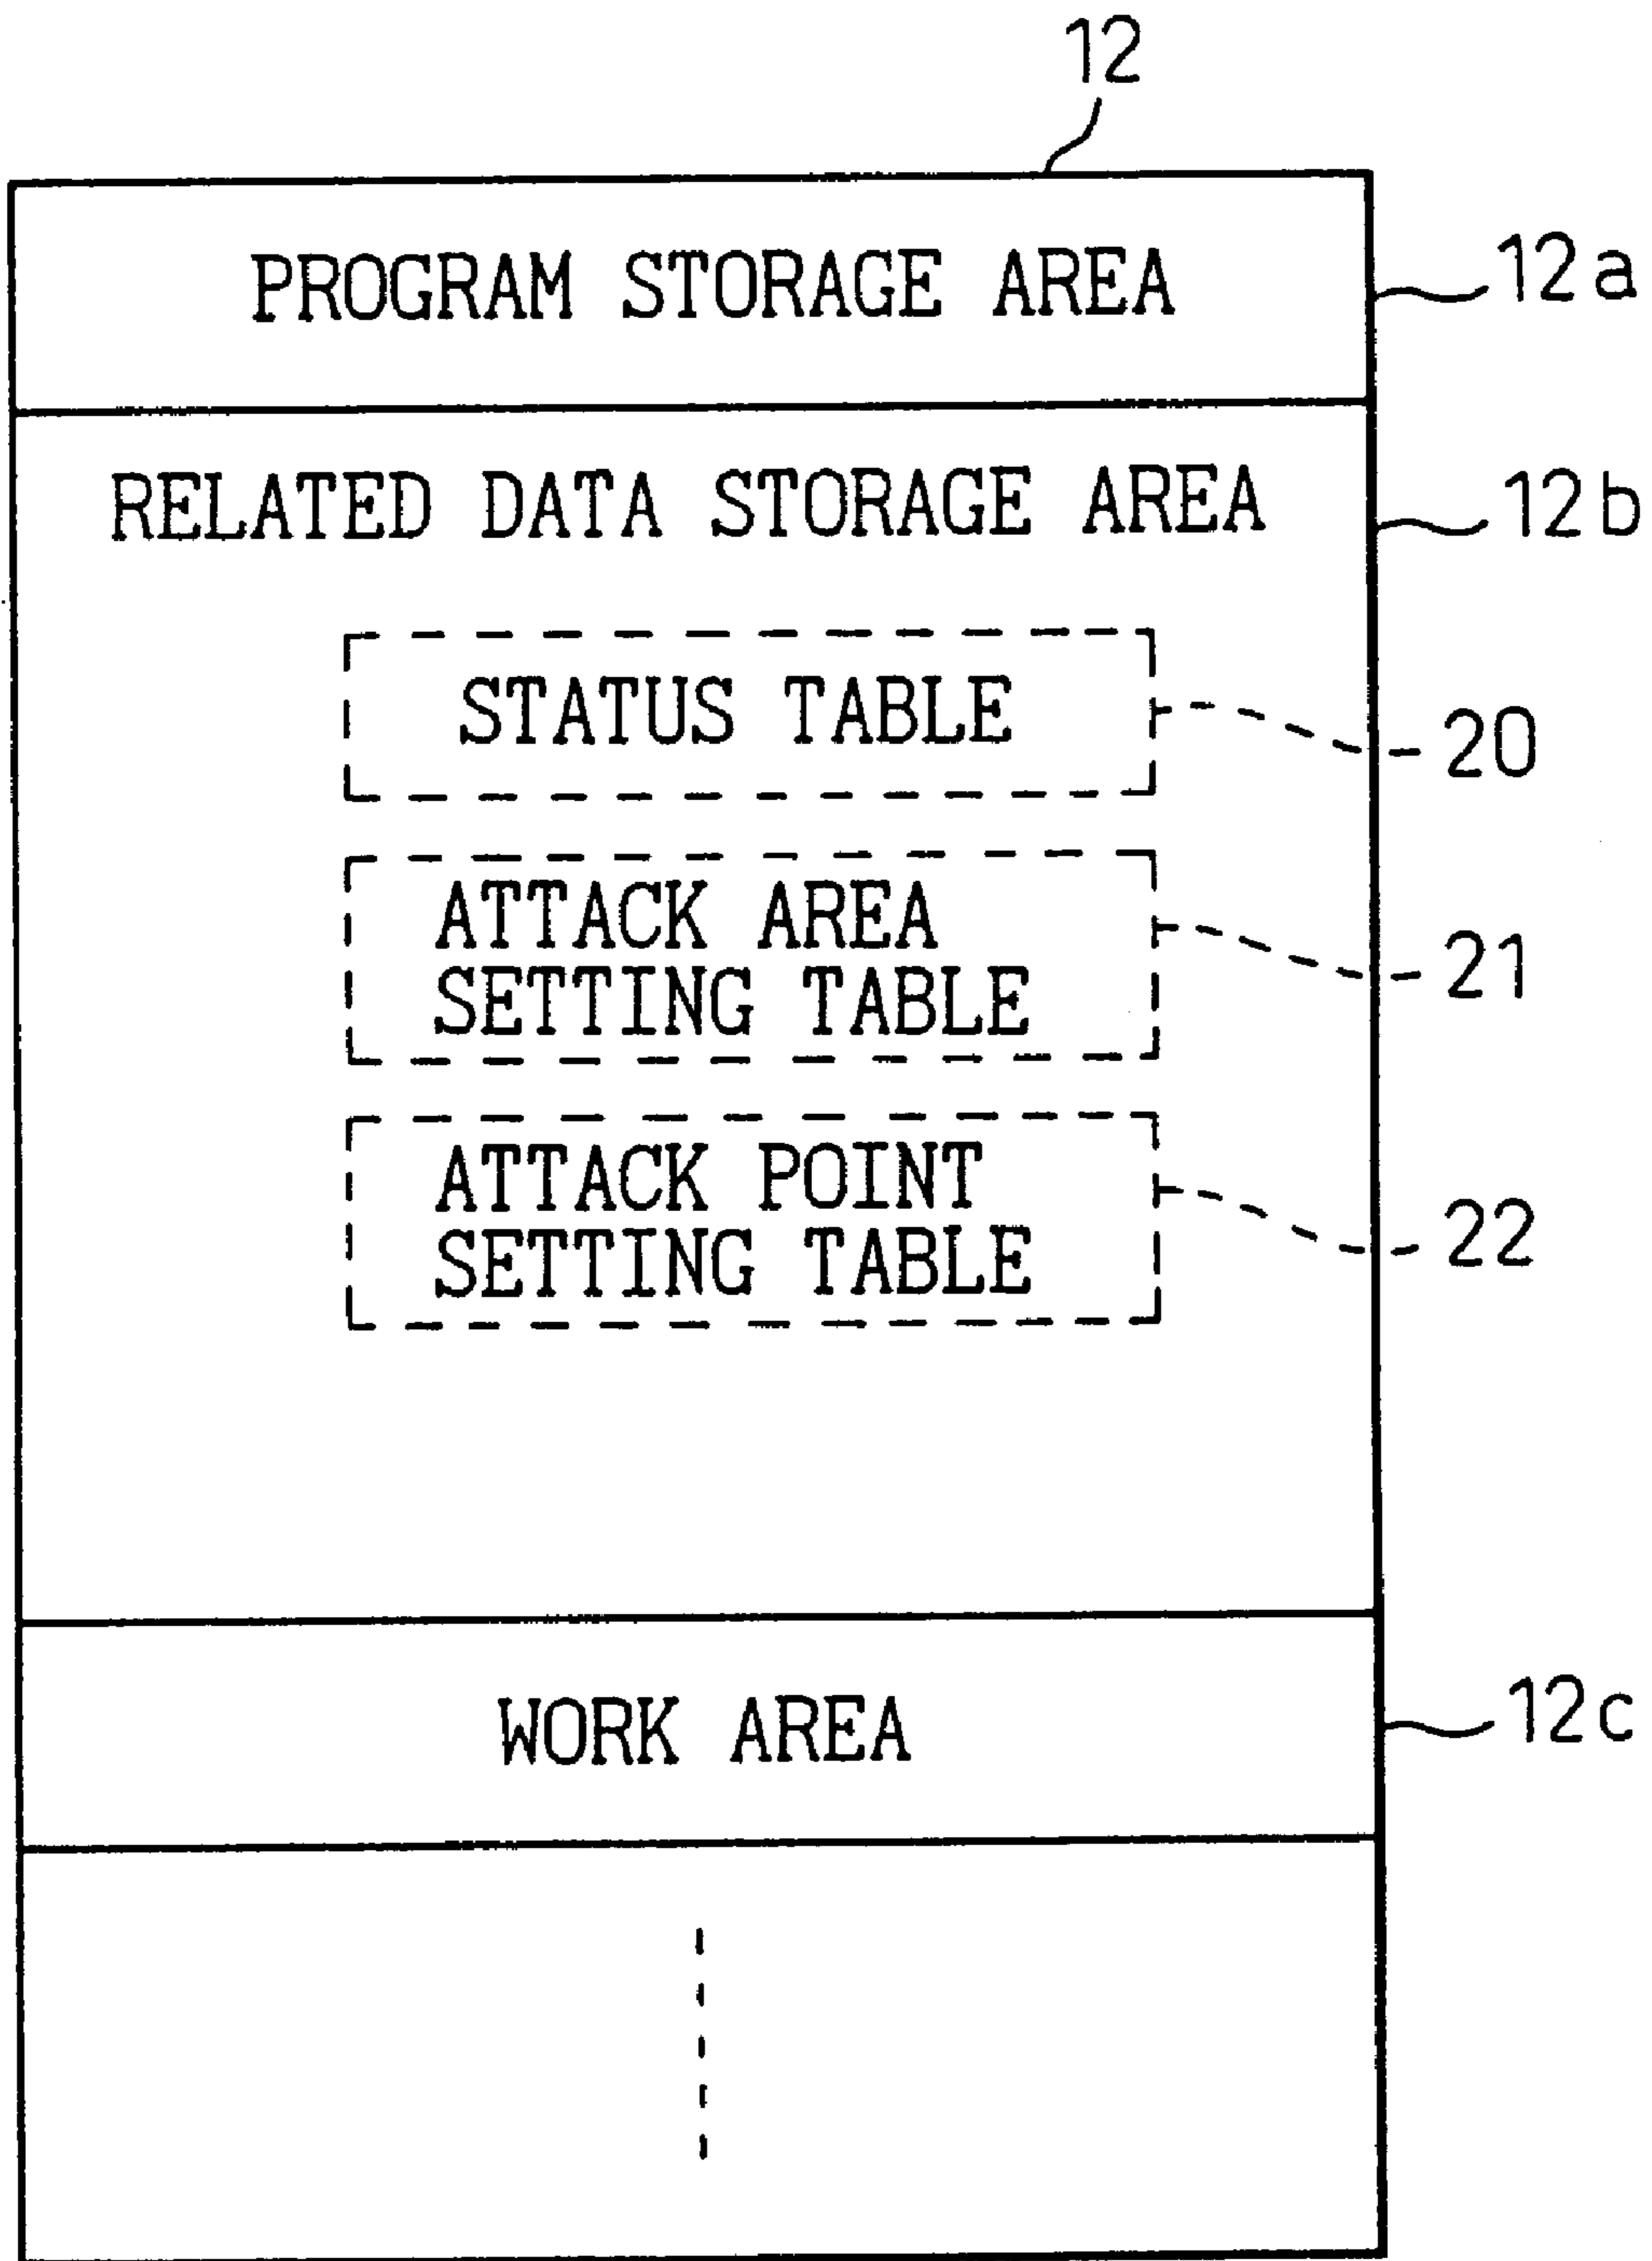 12
PROGRAM STORAGE AREA
12a
RELATED DATA STORAGE AREA
12b
STATUS TABLE
20
ATTACK AREA
SETTING TABLE
21
ATTACK POINT
SETTING TABLE
22
WORK AREA
12c